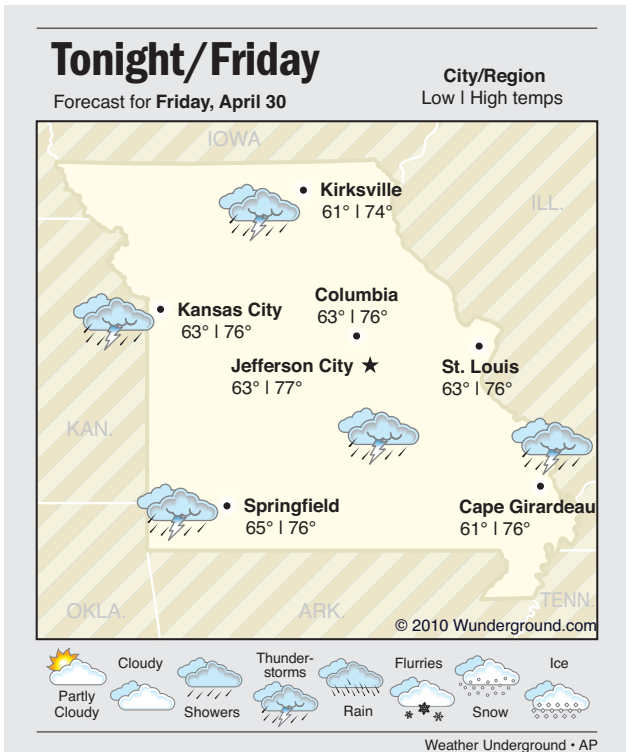 Tonight/Friday
Forecast for Friday, April 30
City/Region
Low | High temps
IOWA
ILL.
Kirksville
61° | 74°
Kansas City
63° | 76°
Columbia
63° | 76°
Jefferson City
63° | 77°
St. Louis
63° | 76°
KAN.
Springfield
65° | 76°
Cape Girardeau
61° | 76°
OKLA.
ARK.
TENN.
© 2010 Wunderground.com
Partly
Cloudy
Cloudy
Showers
Thunder-
storms
Rain
Flurries
Snow
Ice
Weather Underground • AP